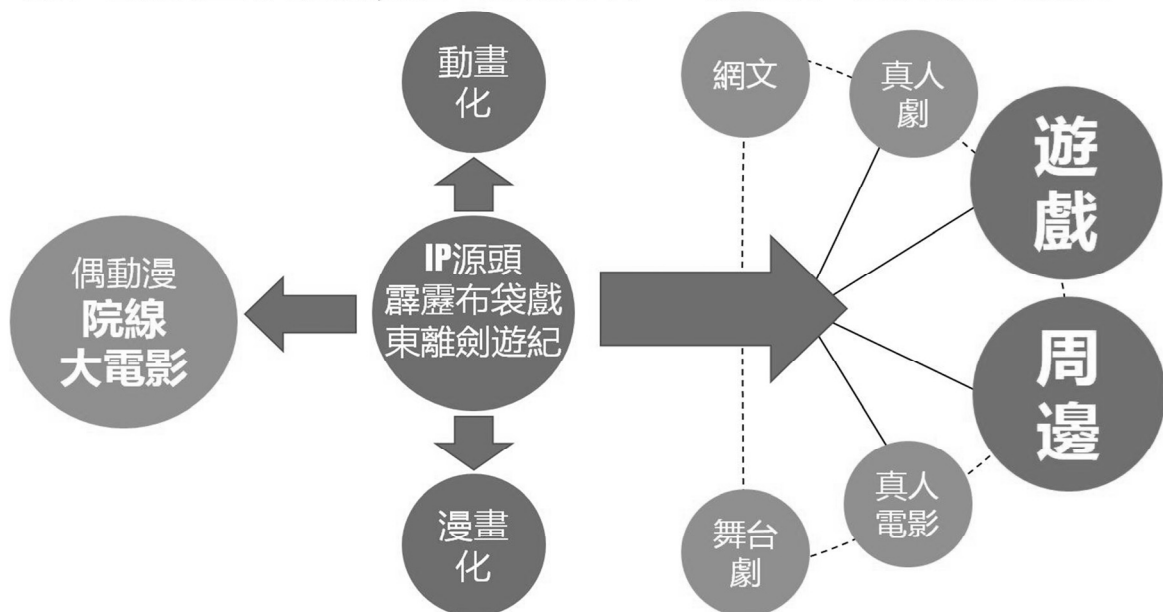 動畫
化
網文
真人
劇
遊
戲
偶動漫
院線
大電影
IP源頭
霹靂布袋戲
東離劍遊紀
周
邊
漫畫
化
舞台
劇
真人
電影